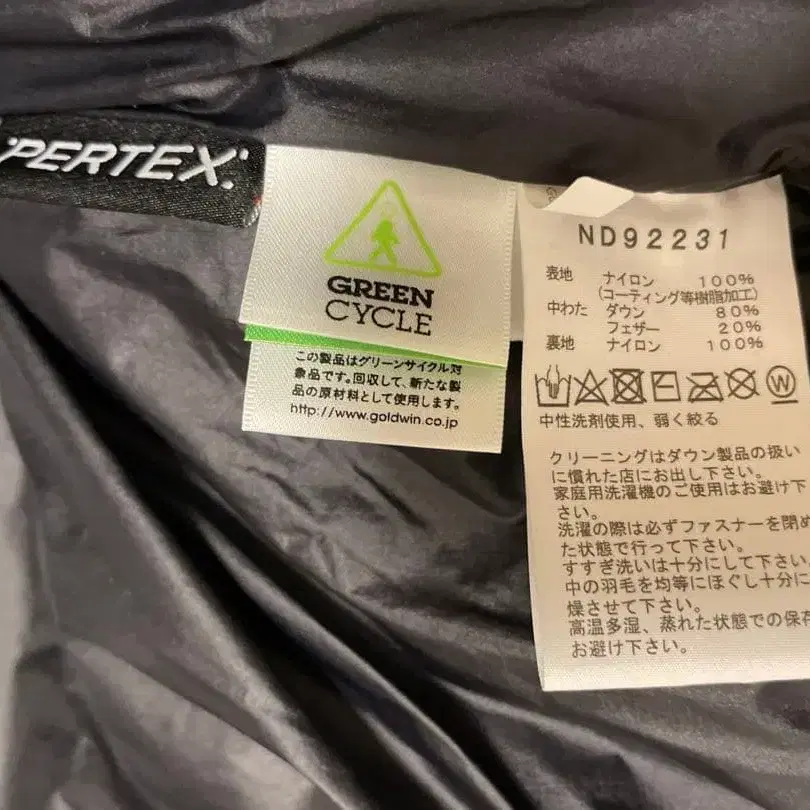 PERTEX
GREEN
CYCLE
この製品はグリーンサイクル対
象品です。回収して、新たな製
品の原材料として使用します。
http://www.goldwin.co.jp
ND92231
表地 ナイロン 100%
(コーティング等樹脂加工)
中わた ダウン 80%
フェザー 20%
裏地 ナイロン 100%
W
中性洗剤使用、弱く絞る
クリーニングはダウン製品の扱い
に慣れた店にお出し下さい。
家庭用洗濯機のご使用はお避け下
さい。
洗濯の際は必ずファスナーを閉め
た状態で行って下さい。
すすぎ洗いは十分にして下さい。
中の羽毛を均等にほぐし十分に
燥させて下さい。
高温多湿、蒸れた状態での保存
お避け下さい。